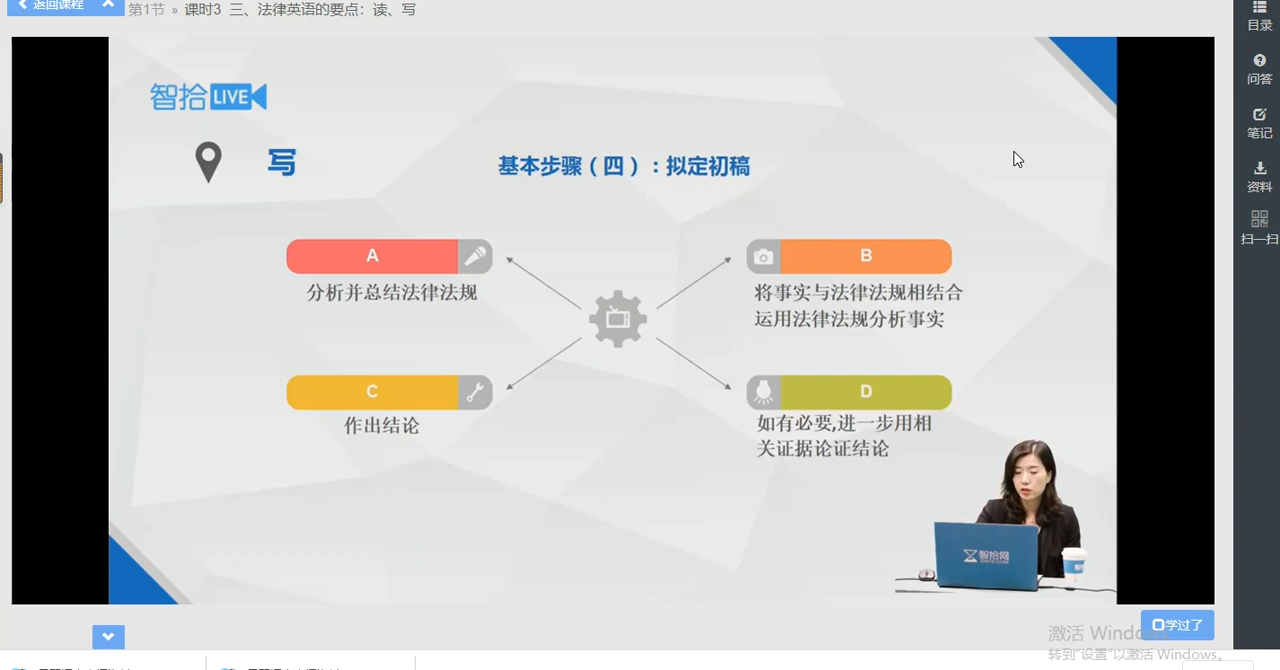 返回课程
第1节 » 课时3 三、法律英语的要点：读、写
目录
问答
笔记
资料
扫一扫
智拾LIVE
写
基本步骤（四）：拟定初稿
A
分析并总结法律法规
B
将事实与法律法规相结合
运用法律法规分析事实
C
作出结论
D
如有必要,进一步用相
关证据论证结论
智拾网
学过了
激活 Windows
转到"设置"以激活 Windows。